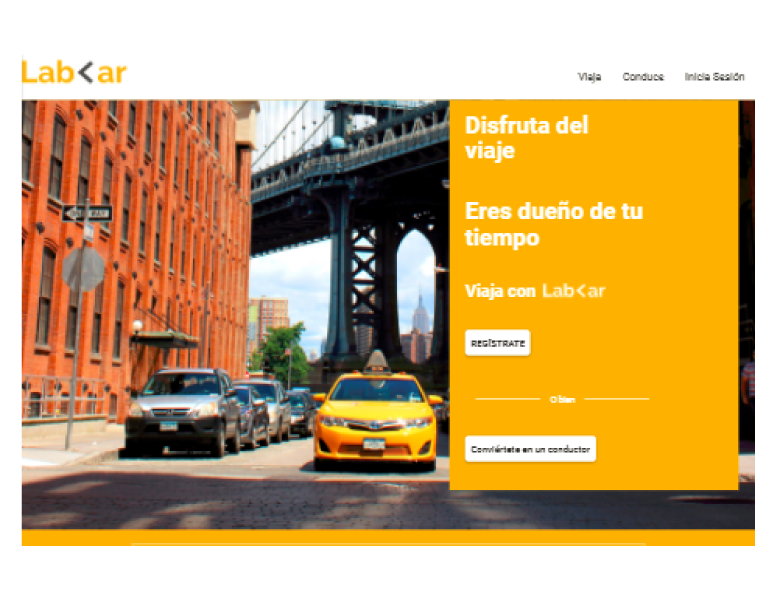 Lab<ar
Viaja
Conduce
Inicia Sesión
Disfruta del
viaje
Eres dueño de tu
tiempo
Viaja con Lab<ar
REGÍSTRATE
O bien
Conviértete en un conductor